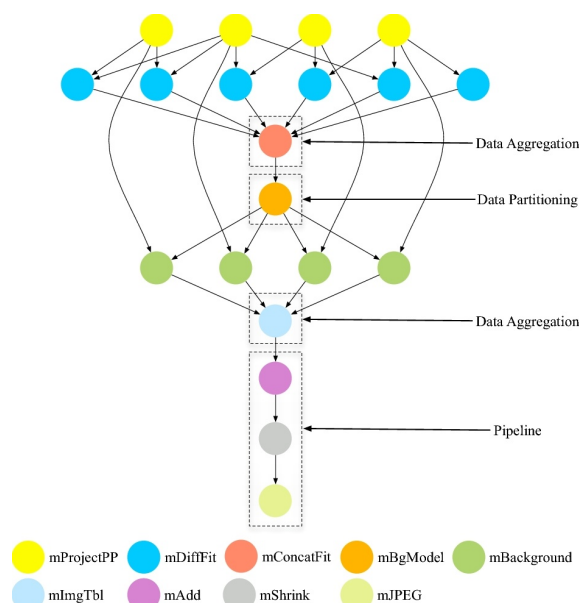 Data Aggregation
Data Partitioning
Data Aggregation
Pipeline
mProjectPP mDiffFit mConcatFit mBgModel mBackground
mImgTbl mAdd mShrink mJPEG